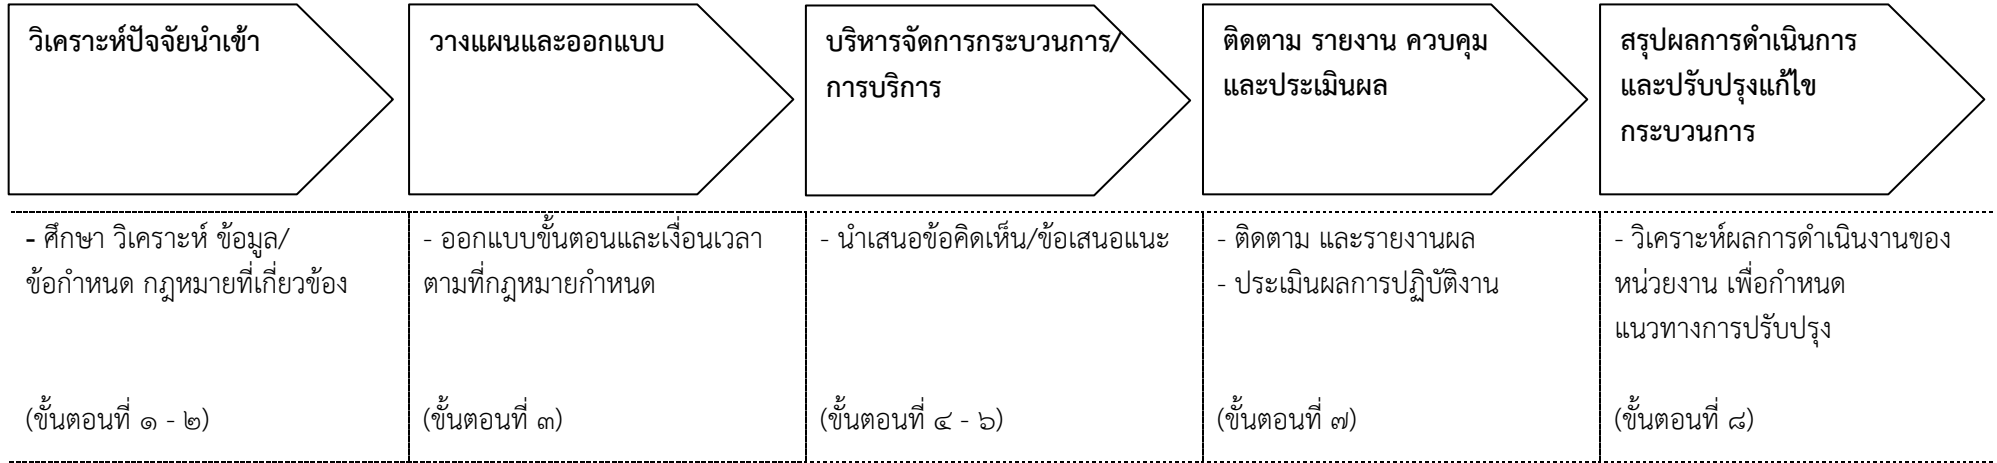 วิเคราะห์ปัจจัยนำเข้า
วางแผนและออกแบบ
บริหารจัดการกระบวนการ/
การบริการ
ติดตาม รายงาน ควบคุม
และประเมินผล
สรุปผลการดำเนินการ
และปรับปรุงแก้ไข
กระบวนการ
- ศึกษา วิเคราะห์ ข้อมูล/
ข้อกำหนด กฎหมายที่เกี่ยวข้อง
(ขั้นตอนที่ ๑ - ๒)
- ออกแบบขั้นตอนและเงื่อนเวลา
ตามที่กฎหมายกำหนด
(ขั้นตอนที่ ๓)
- นำเสนอข้อคิดเห็น/ข้อเสนอแนะ
(ขั้นตอนที่ ๔ - ๖)
- ติดตาม และรายงานผล
- ประเมินผลการปฏิบัติงาน
(ขั้นตอนที่ ๗)
- วิเคราะห์ผลการดำเนินงานของ
หน่วยงาน เพื่อกำหนด
แนวทางการปรับปรุง
(ขั้นตอนที่ ๘)